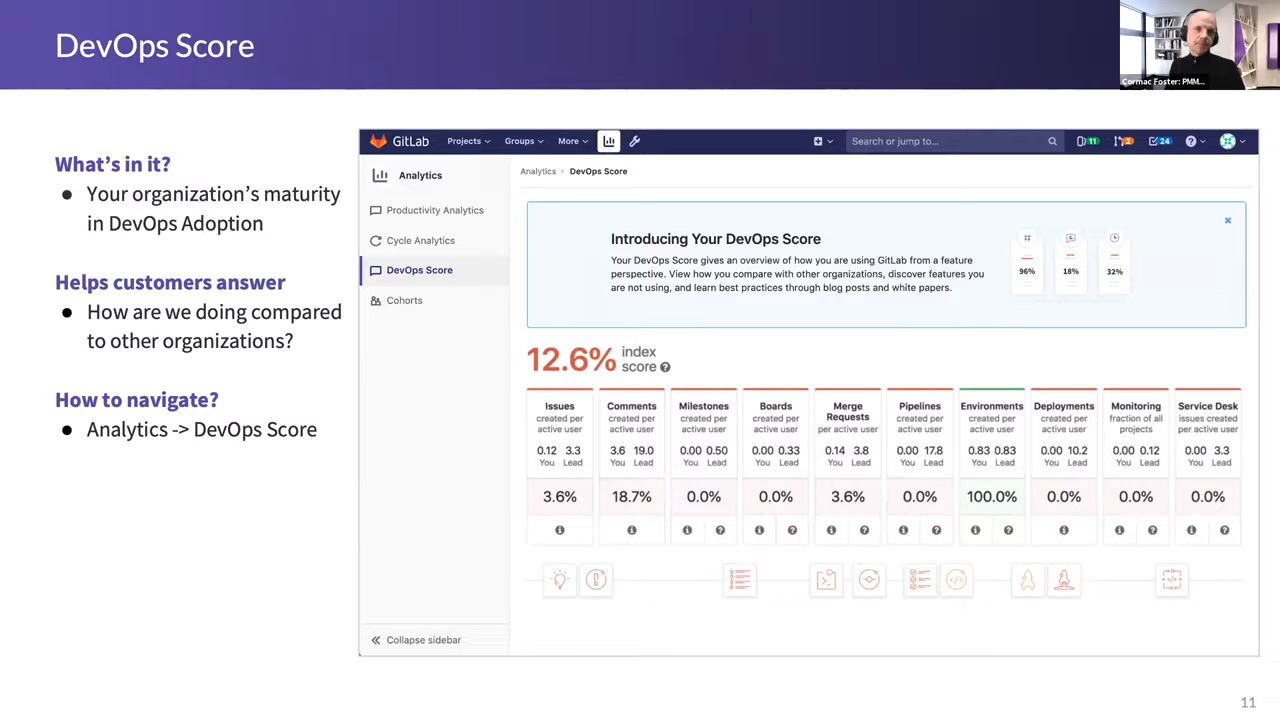 DevOps Score
Cormac Foster: PMM...
What's in it?
● Your organization's maturity
in DevOps Adoption
Helps customers answer
● How are we doing compared
to other organizations?
How to navigate?
● Analytics -> DevOps Score
GitLab Projects Groups More Search or jump to... 11 2 24
Analytics
Productivity Analytics
Cycle Analytics
DevOps Score
Cohorts
Collapse sidebar
Analytics > DevOps Score
Introducing Your DevOps Score
Your DevOps Score gives an overview of how you are using GitLab from a feature
perspective. View how you compare with other organizations, discover features you
are not using, and learn best practices through blog posts and white papers.
96% 18% 32%
12.6% index
score
Issues
created per
active user
0.12 3.3
You Lead
3.6%
Comments
created per
active user
3.6 19.0
You Lead
18.7%
Milestones
created per
active user
0.00 0.50
You Lead
0.0%
Boards
created per
active user
0.00 0.33
You Lead
0.0%
Merge
Requests
per active user
0.14 3.8
You Lead
3.6%
Pipelines
created per
active user
0.00 17.8
You Lead
0.0%
Environments
created per
active user
0.83 0.83
You Lead
100.0%
Deployments
created per
active user
0.00 10.2
You Lead
0.0%
Monitoring
fraction of all
projects
0.00 0.12
You Lead
0.0%
Service Desk
issues created
per active user
0.00 3.3
You Lead
0.0%
11